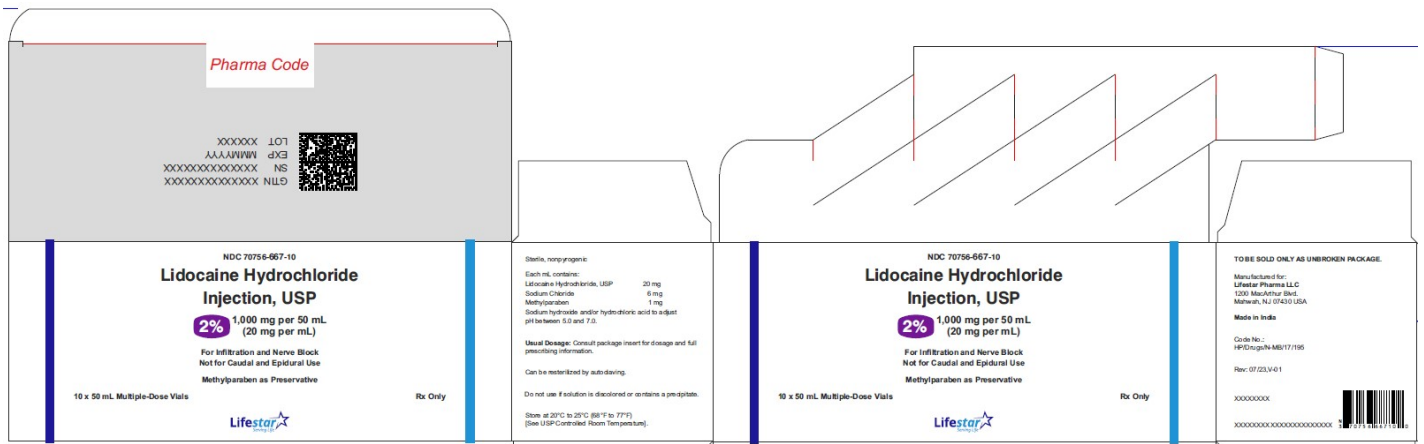 Pharma Code
GTIN XXXXXXXXXXXXXX
SN XXXXXXXXXXXXXX
EXP MMMYYYY
LOT XXXXXX
NDC 70756-667-10
Lidocaine Hydrochloride
Injection, USP
2%
1,000 mg per 50 mL
(20 mg per mL)
For Infiltration and Nerve Block
Not for Caudal and Epidural Use
Methylparaben as Preservative
10 x 50 mL Multiple-Dose Vials
Rx Only
Lifestar
Serving Life
Sterile, nonpyrogenic
Each mL contains:
Lidocaine Hydrochloride, USP 20 mg
Sodium Chloride 6 mg
Methylparaben 1 mg
Sodium hydroxide and/or hydrochloric acid to adjust
pH between 5.0 and 7.0.
Usual Dosage: Consult package insert for dosage and full
prescribing information.
Can be resterilized by autoclaving.
Do not use if solution is discolored or contains a precipitate.
Store at 20°C to 25°C (68°F to 77°F)
[See USP Controlled Room Temperature].
NDC 70756-667-10
Lidocaine Hydrochloride
Injection, USP
2%
1,000 mg per 50 mL
(20 mg per mL)
For Infiltration and Nerve Block
Not for Caudal and Epidural Use
Methylparaben as Preservative
10 x 50 mL Multiple-Dose Vials
Rx Only
Lifestar
Serving Life
TO BE SOLD ONLY AS UNBROKEN PACKAGE.
Manufactured for:
Lifestar Pharma LLC
1200 MacArthur Blvd.
Mahwah, NJ 07430 USA
Made in India
Code No.:
HP/Drugs/N-MB/17/195
Rev: 07/23,V-01
XXXXXXXX
XXXXXXXX XXXXXXXXXXXXXX